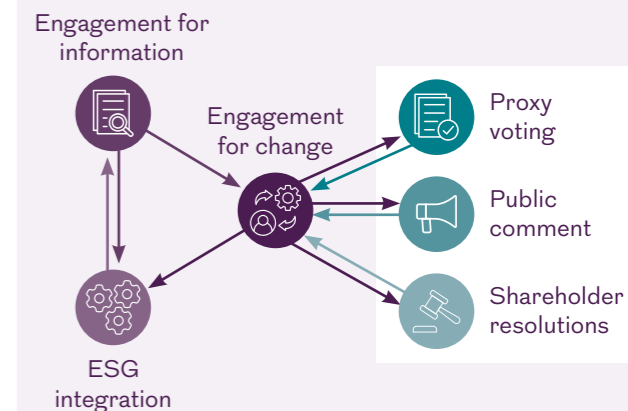 Engagement for
information
Engagement
for change
Proxy
voting
Public
comment
Shareholder
resolutions
ESG
integration